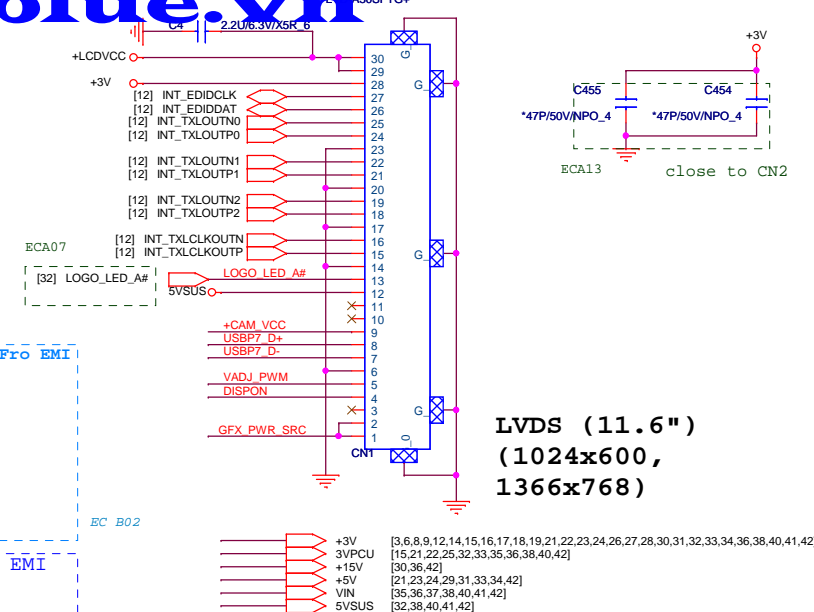 olue.vn
C4 2.2U/6.3V/X5R_6
+LCDVCC
+3V
[12] INT_EDIDCLK
[12] INT_EDIDDAT
[12] INT_TXLOUTN0
[12] INT_TXLOUTP0
[12] INT_TXLOUTN1
[12] INT_TXLOUTP1
[12] INT_TXLOUTN2
[12] INT_TXLOUTP2
[12] INT_TXLCLKOUTN
[12] INT_TXLCLKOUTP
ECA07
[32] LOGO_LED_A#
LOGO_LED_A#
5VSUS
+CAM_VCC
USBP7_D+
USBP7_D-
VADJ_PWM
DISPON
GFX_PWR_SRC
30
29
28
27
26
25
24
23
22
21
20
19
18
17
16
15
14
13
12
11
10
9
8
7
6
5
4
3
2
1
G_
G_
G_
G_
G_0
CN1
+3V
C455
C454
*47P/50V/NPO_4
*47P/50V/NPO_4
ECA13
close to CN2
Fro EMI
EC B02
EMI
LVDS (11.6")
(1024x600,
1366x768)
+3V [3,6,8,9,12,14,15,16,17,18,19,21,22,23,24,26,27,28,30,31,32,33,34,36,38,40,41,42
3VPCU [15,21,22,25,32,33,35,36,38,40,42]
+15V [30,36,42]
+5V [21,23,24,29,31,33,34,42]
VIN [35,36,37,38,40,41,42]
5VSUS [32,38,40,41,42]